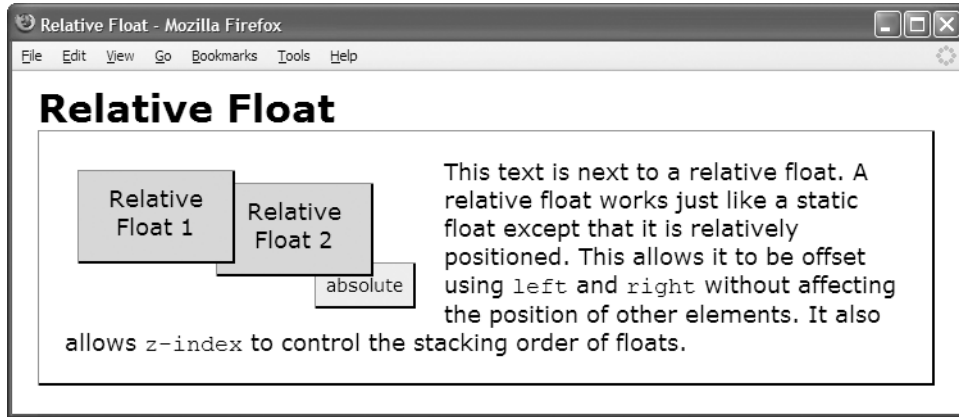 Relative Float - Mozilla Firefox
File Edit View Go Bookmarks Tools Help
Relative Float
Relative
Float 1
Relative
Float 2
absolute
This text is next to a relative float. A
relative float works just like a static
float except that it is relatively
positioned. This allows it to be offset
using left and right without affecting
the position of other elements. It also
allows z-index to control the stacking order of floats.